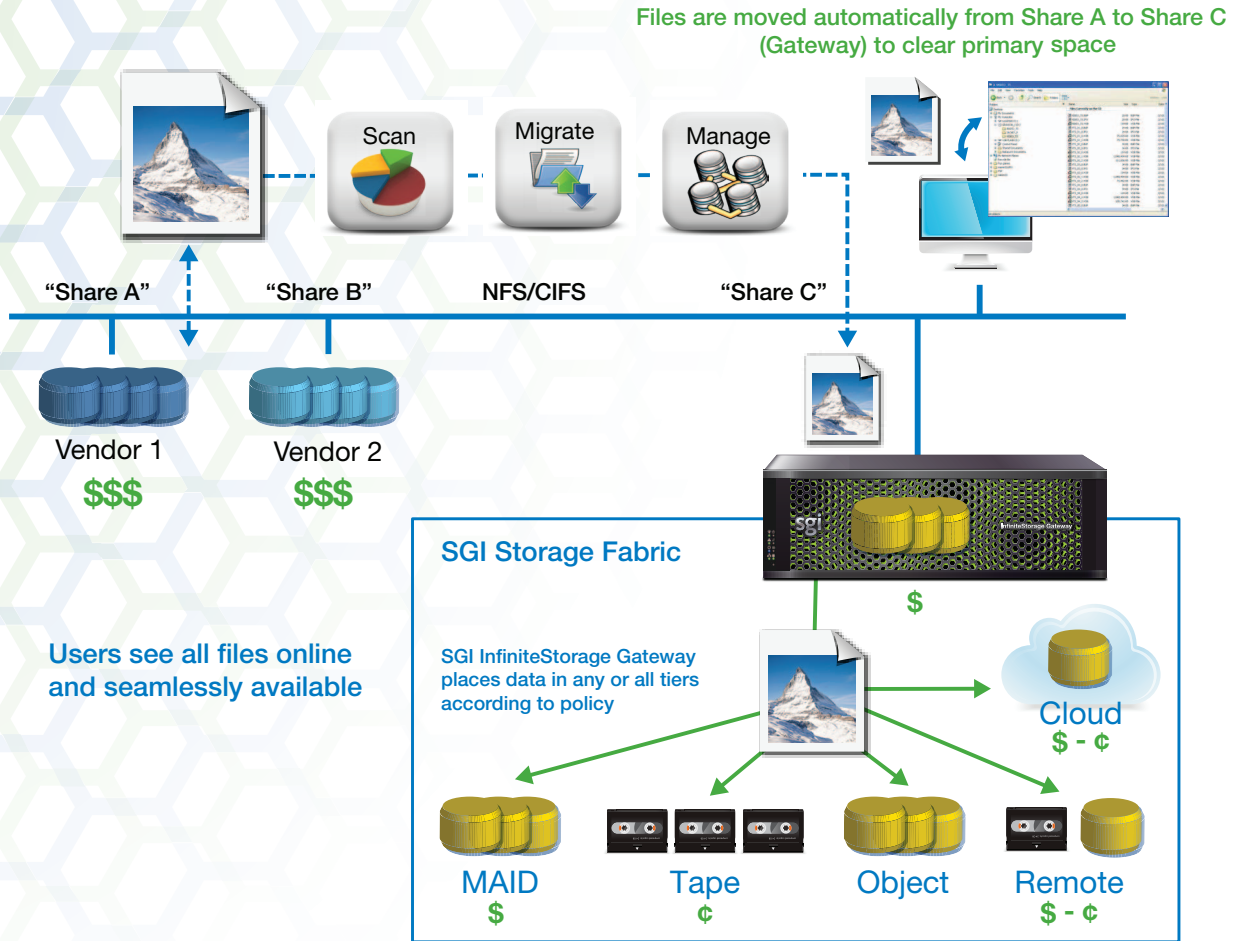 Files are moved automatically from Share A to Share C
(Gateway) to clear primary space
Scan
Migrate
Manage
“Share A”
“Share B”
NFS/CIFS
“Share C”
Vendor 1
$$$
Vendor 2
$$$
sgi
InfiniteStorage Gateway
$
SGI Storage Fabric
Users see all files online
and seamlessly available
SGI InfiniteStorage Gateway
places data in any or all tiers
according to policy
Cloud
$ - ¢
MAID
$
Tape
¢
Object
Remote
$ - ¢